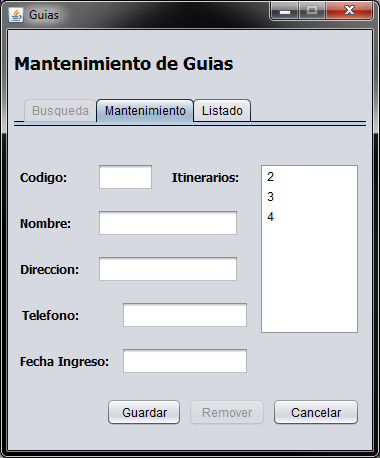 Guias
Mantenimiento de Guias
Busqueda Mantenimiento Listado
Codigo: Itinerarios:
2
3
4
Nombre:
Direccion:
Telefono:
Fecha Ingreso:
Guardar Remover Cancelar